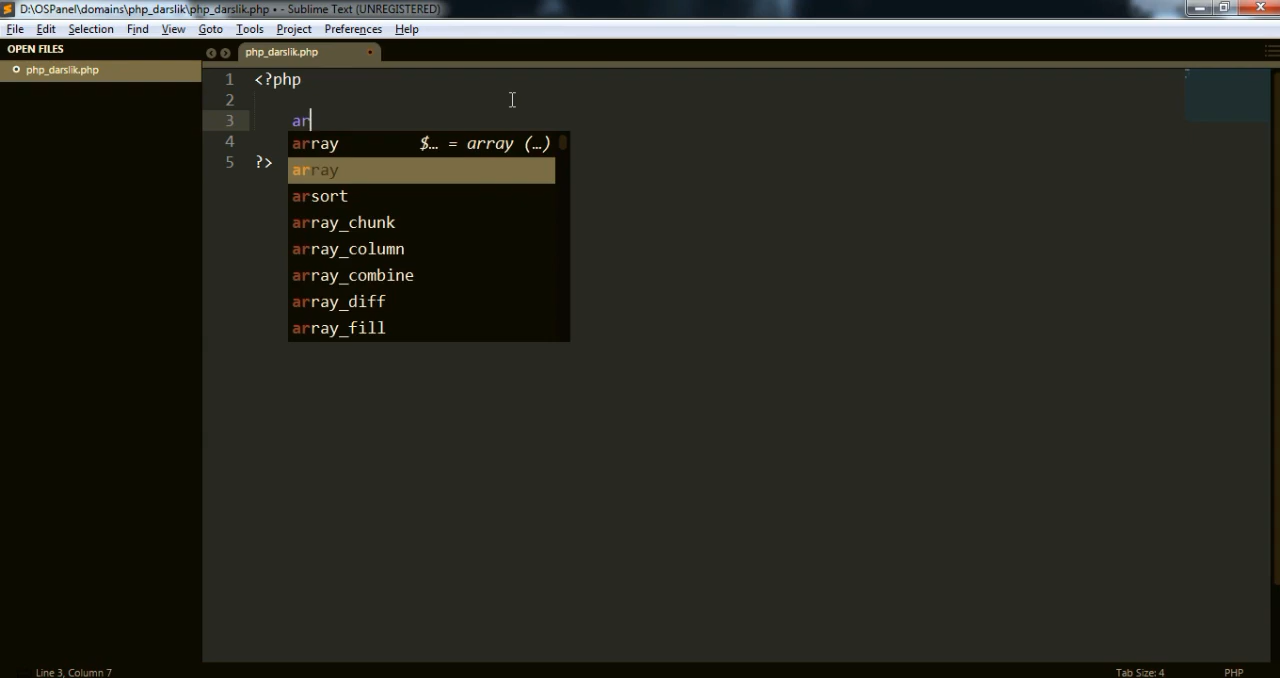 D:\OSPanel\domains\php_darslik\php_darslik.php • - Sublime Text (UNREGISTERED)
File Edit Selection Find View Goto Tools Project Preferences Help
OPEN FILES
php_darslik.php
php_darslik.php
1 <?php
2
3 ar
4
5 ?>
array $… = array (…)
array
arsort
array_chunk
array_column
array_combine
array_diff
array_fill
Line 3, Column 7
Tab Size: 4
PHP